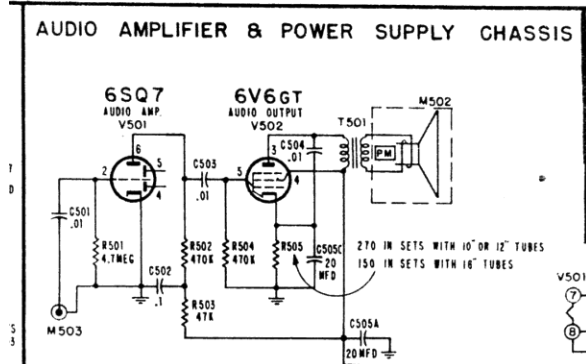 AUDIO AMPLIFIER & POWER SUPPLY CHASSIS
6SQ7
AUDIO AMP.
V501
6V6GT
AUDIO OUTPUT
V502
T501
M502
6
5
4
2
3
5
4
C504
.01
PM
C503
.01
C501
.01
R501
4.7MEG
C502
.1
R502
470K
R504
470K
R505
C505C
20
MFD
270 IN SETS WITH 10" OR 12" TUBES
150 IN SETS WITH 16" TUBES
R503
47K
M503
C505A
20MFD
V501
7
8